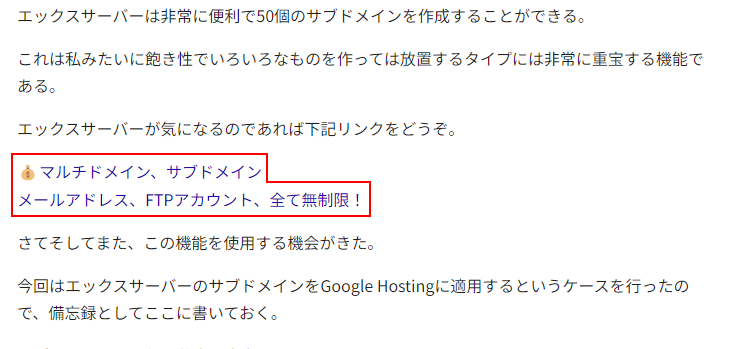 エックスサーバーは非常に便利で50個のサブドメインを作成することができる。
これは私みたいに飽き性でいろいろなものを作っては放置するタイプには非常に重宝する機能で
ある。
エックスサーバーが気になるのであれば下記リンクをどうぞ。
マルチドメイン、サブドメイン
メールアドレス、FTPアカウント、全て無制限！
さてそしてまた、この機能を使用する機会がきた。
今回はエックスサーバーのサブドメインをGoogle Hostingに適用するというケースを行ったの
で、備忘録としてここに書いておく。